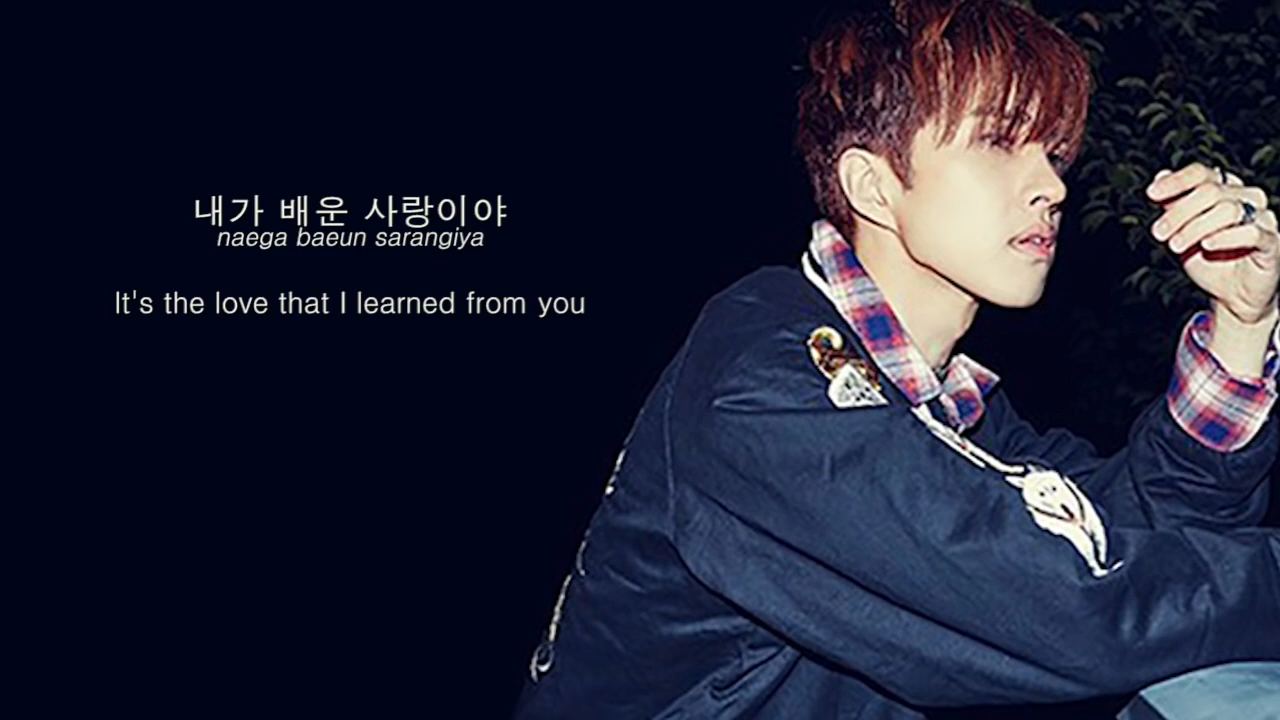 내가 배운 사랑이야
naega baeun sarangiya
It's the love that I learned from you